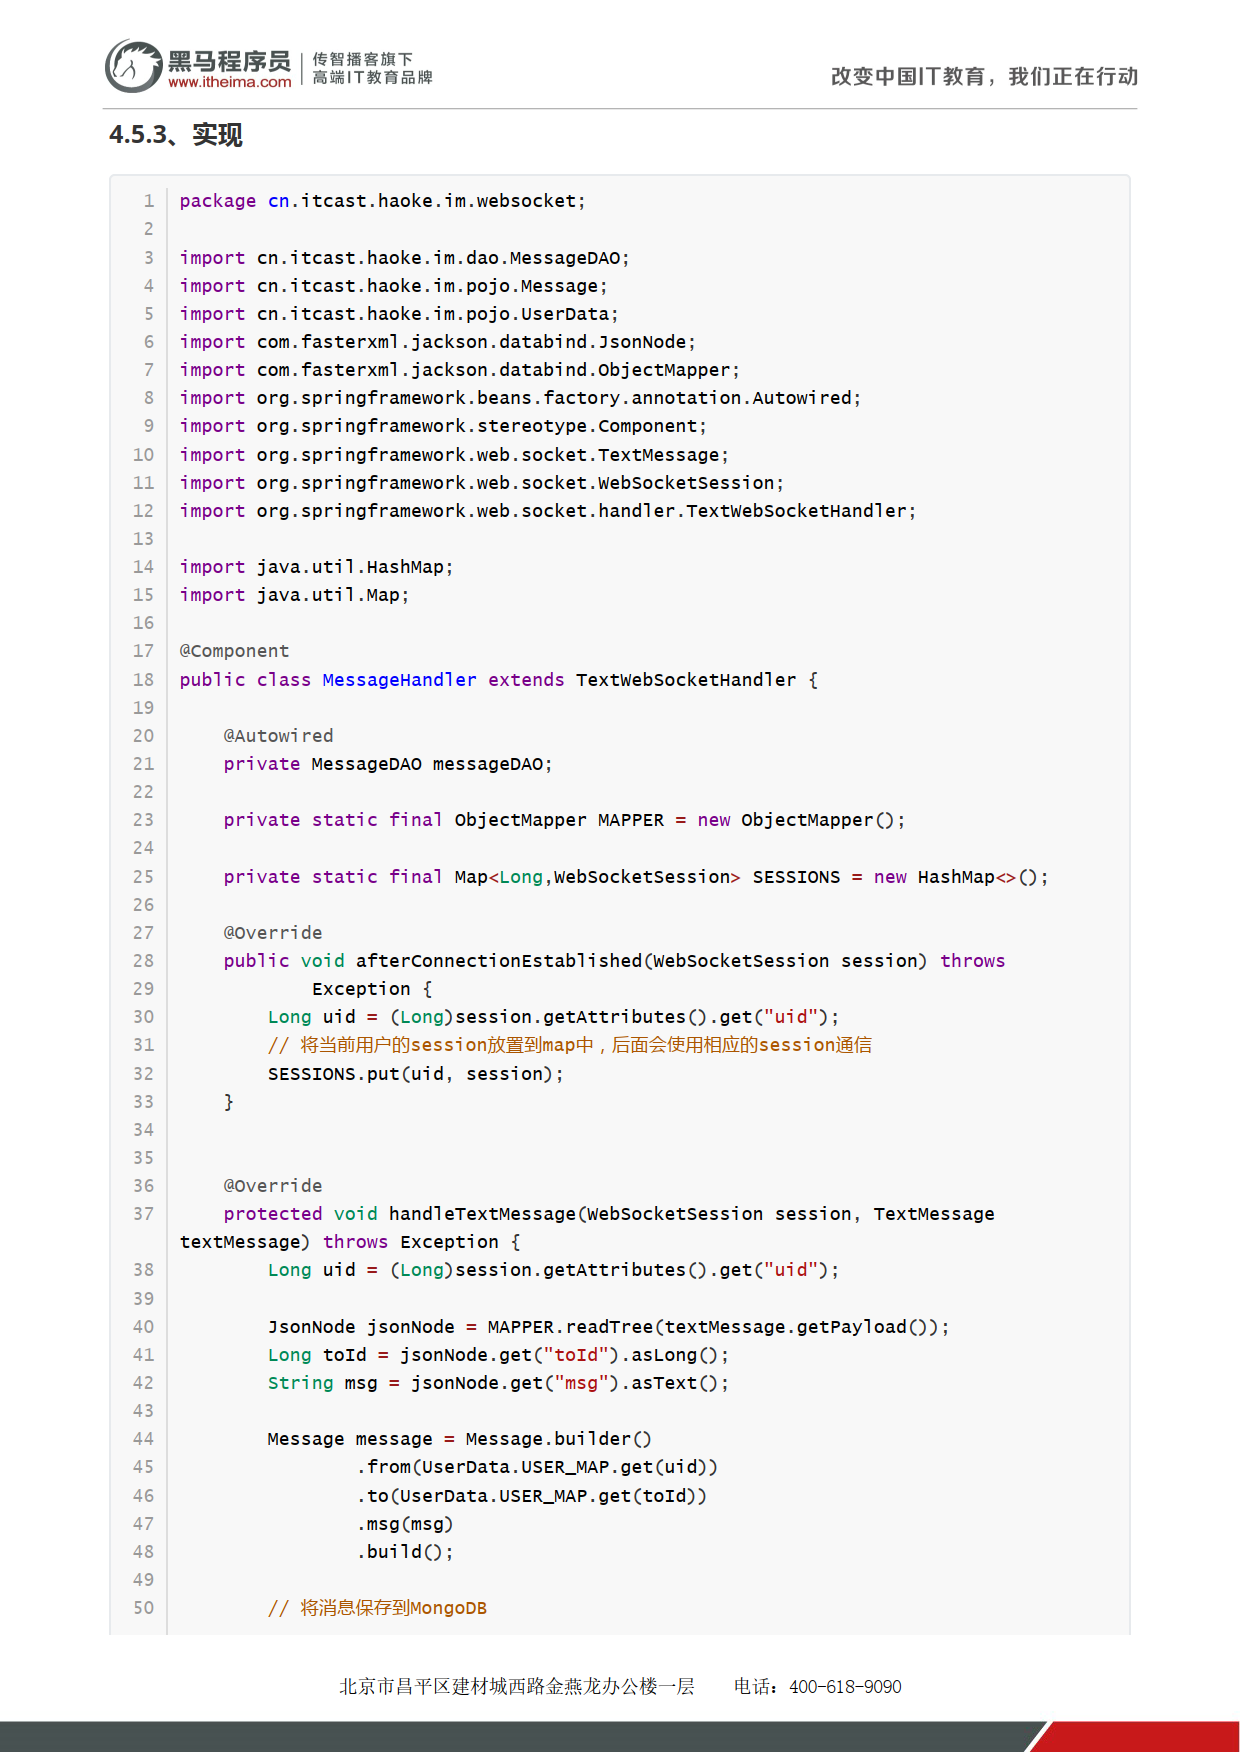 黑马程序员
www.itheima.com
传智播客旗下
高端IT教育品牌
改变中国IT教育，我们正在行动
4.5.3、实现
1 package cn.itcast.haoke.im.websocket;
2
3 import cn.itcast.haoke.im.dao.MessageDAO;
4 import cn.itcast.haoke.im.pojo.Message;
5 import cn.itcast.haoke.im.pojo.UserData;
6 import com.fasterxml.jackson.databind.JsonNode;
7 import com.fasterxml.jackson.databind.ObjectMapper;
8 import org.springframework.beans.factory.annotation.Autowired;
9 import org.springframework.stereotype.Component;
10 import org.springframework.web.socket.TextMessage;
11 import org.springframework.web.socket.WebSocketSession;
12 import org.springframework.web.socket.handler.TextWebSocketHandler;
13
14 import java.util.HashMap;
15 import java.util.Map;
16
17 @Component
18 public class MessageHandler extends TextWebSocketHandler {
19
20     @Autowired
21     private MessageDAO messageDAO;
22
23     private static final ObjectMapper MAPPER = new ObjectMapper();
24
25     private static final Map<Long,WebSocketSession> SESSIONS = new HashMap<>();
26
27     @Override
28     public void afterConnectionEstablished(WebSocketSession session) throws
29             Exception {
30         Long uid = (Long)session.getAttributes().get("uid");
31         // 将当前用户的session放置到map中，后面会使用相应的session通信
32         SESSIONS.put(uid, session);
33     }
34
35
36     @Override
37     protected void handleTextMessage(WebSocketSession session, TextMessage
textMessage) throws Exception {
38         Long uid = (Long)session.getAttributes().get("uid");
39
40         JsonNode jsonNode = MAPPER.readTree(textMessage.getPayload());
41         Long toId = jsonNode.get("toId").asLong();
42         String msg = jsonNode.get("msg").asText();
43
44         Message message = Message.builder()
45                 .from(UserData.USER_MAP.get(uid))
46                 .to(UserData.USER_MAP.get(toId))
47                 .msg(msg)
48                 .build();
49
50         // 将消息保存到MongoDB
北京市昌平区建材城西路金燕龙办公楼一层 电话：400-618-9090